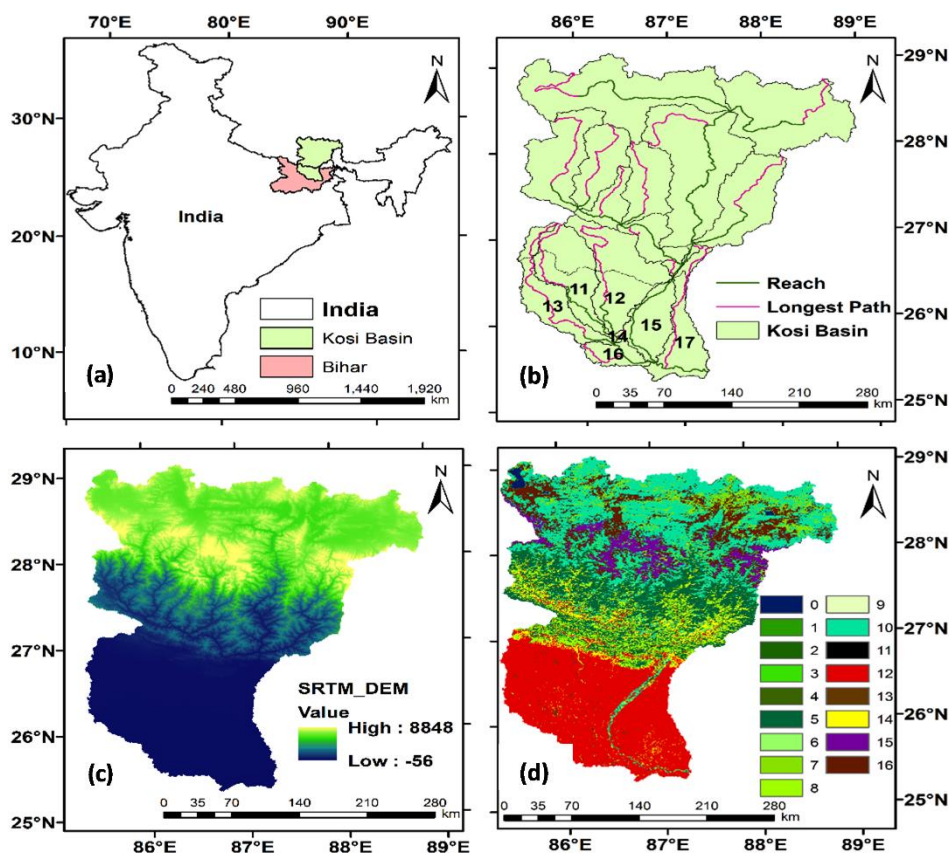 70°E 80°E 90°E
30°N
20°N
10°N
N
India
India
Kosi Basin
Bihar
(a)
0 240 480 960 1,440 1,920
km
86°E 87°E 88°E 89°E
29°N
28°N
27°N
26°N
25°N
N
11
13
12
14
15
16
17
Reach
Longest Path
Kosi Basin
(b)
0 35 70 140 210 280
km
29°N
28°N
27°N
26°N
25°N
N
SRTM_DEM
Value
High : 8848
Low : -56
(c)
0 35 70 140 210 280
km
86°E 87°E 88°E 89°E
29°N
28°N
27°N
26°N
25°N
N
0 9
1 10
2 11
3 12
4 13
5 14
6 15
7 16
8
(d)
0 35 70 140 210 280
km
86°E 87°E 88°E 89°E